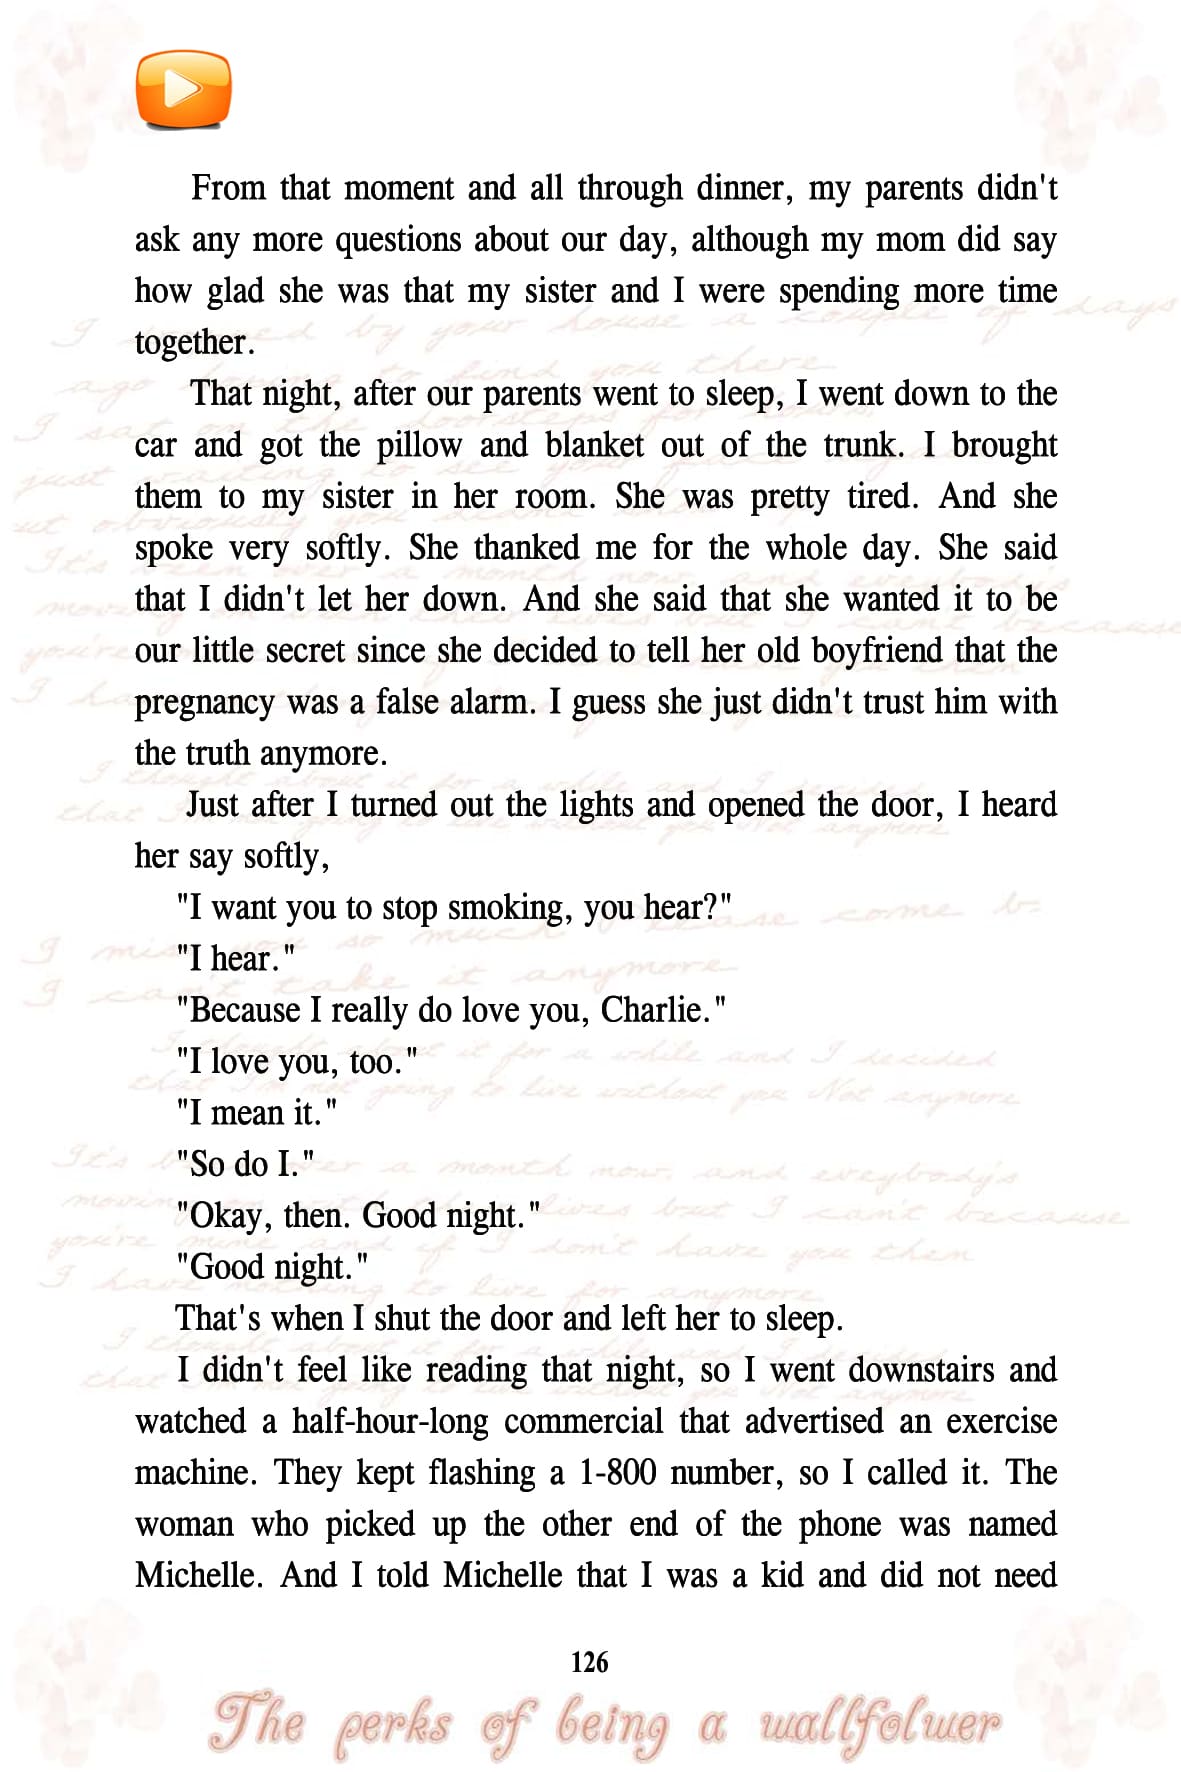 From that moment and all through dinner, my parents didn't
ask any more questions about our day, although my mom did say
how glad she was that my sister and I were spending more time
together.
That night, after our parents went to sleep, I went down to the
car and got the pillow and blanket out of the trunk. I brought
them to my sister in her room. She was pretty tired. And she
spoke very softly. She thanked me for the whole day. She said
that I didn't let her down. And she said that she wanted it to be
our little secret since she decided to tell her old boyfriend that the
pregnancy was a false alarm. I guess she just didn't trust him with
the truth anymore.
Just after I turned out the lights and opened the door, I heard
her say softly,
"I want you to stop smoking, you hear?"
"I hear."
"Because I really do love you, Charlie."
"I love you, too."
"I mean it."
"So do I."
"Okay, then. Good night."
"Good night."
That's when I shut the door and left her to sleep.
I didn't feel like reading that night, so I went downstairs and
watched a half-hour-long commercial that advertised an exercise
machine. They kept flashing a 1-800 number, so I called it. The
woman who picked up the other end of the phone was named
Michelle. And I told Michelle that I was a kid and did not need
126
The perks of being a wallfolwer